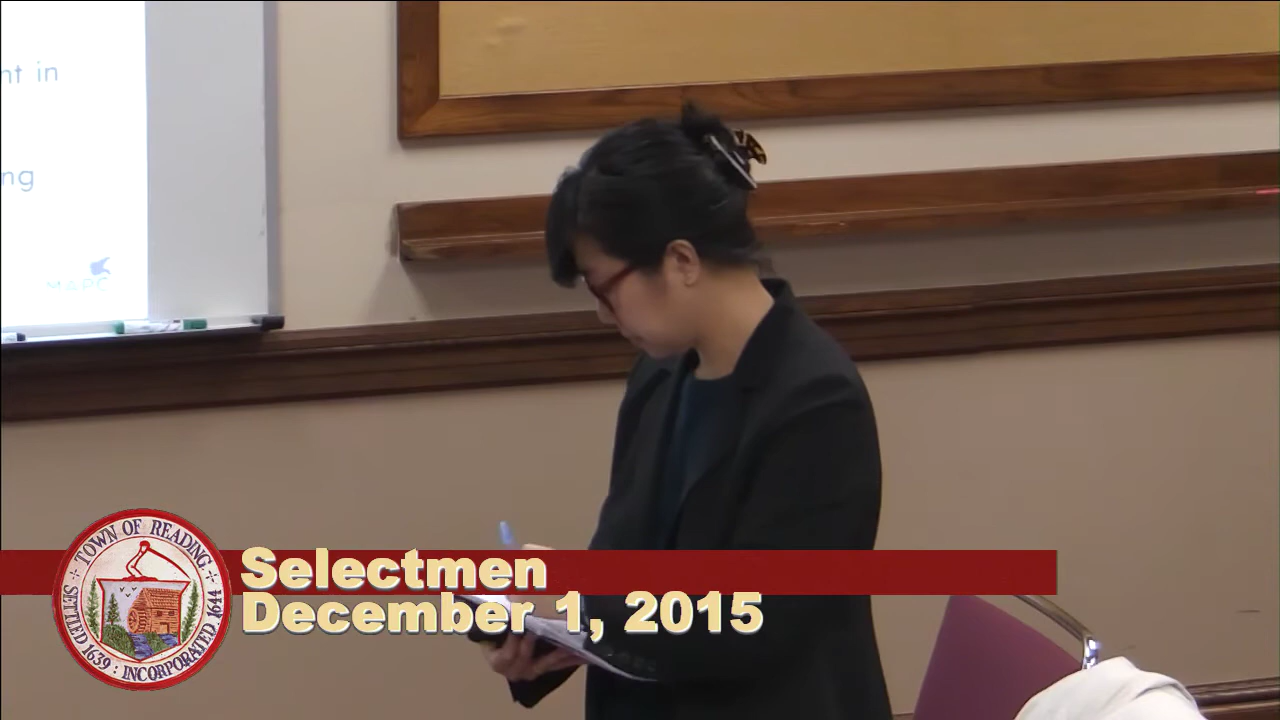 nt in
ng
MAPC
Selectmen
December 1, 2015
TOWN OF READING
SETTLED 1639 : INCORPORATED 1644